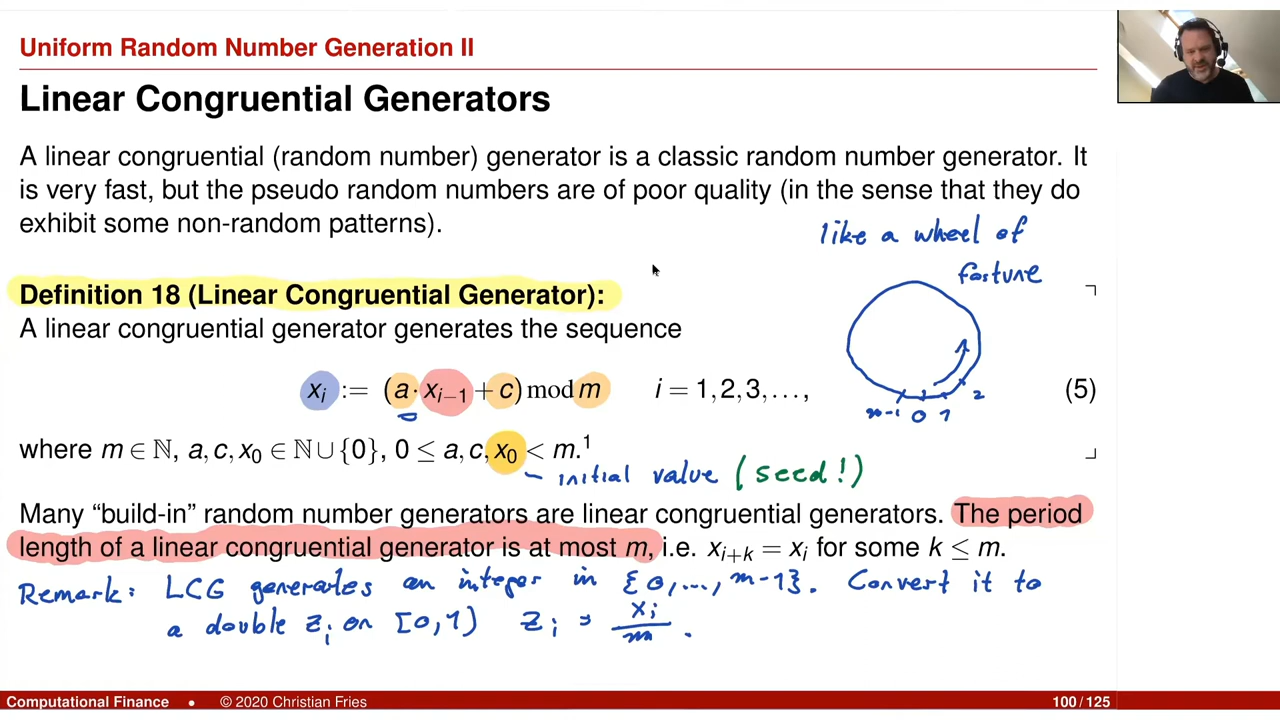 Uniform Random Number Generation II
Linear Congruential Generators
A linear congruential (random number) generator is a classic random number generator. It
is very fast, but the pseudo random numbers are of poor quality (in the sense that they do
exhibit some non-random patterns).
like a wheel of
fortune
Definition 18 (Linear Congruential Generator):
A linear congruential generator generates the sequence
xᵢ := (a · xᵢ₋₁ + c) mod m    i = 1,2,3,...,    (5)
m-1 0 1 2
where m ∈ ℕ, a, c, x₀ ∈ ℕ ∪ {0}, 0 ≤ a, c, x₀ < m.¹
initial value (seed!)
Many “build-in” random number generators are linear congruential generators. The period
length of a linear congruential generator is at most m, i.e. xᵢ₊ₖ = xᵢ for some k ≤ m.
Remark: LCG generates an integer in {0,...,m-1}. Convert it to
a double zᵢ on [0,1) zᵢ = xᵢ/m.
Computational Finance • © 2020 Christian Fries 100/125